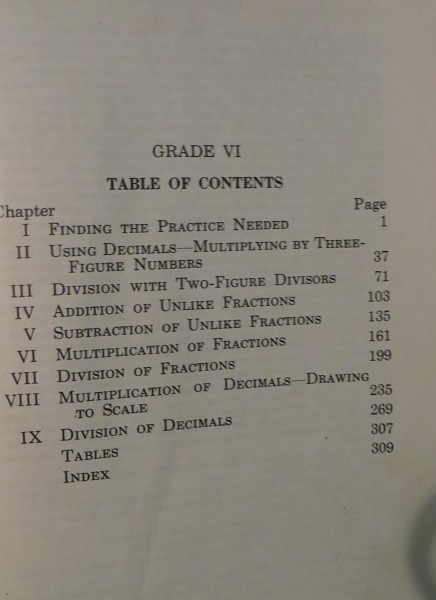 GRADE VI
TABLE OF CONTENTS
Chapter Page
I FINDING THE PRACTICE NEEDED 1
II USING DECIMALS—MULTIPLYING BY THREE-
FIGURE NUMBERS 37
III DIVISION WITH TWO-FIGURE DIVISORS 71
IV ADDITION OF UNLIKE FRACTIONS 103
V SUBTRACTION OF UNLIKE FRACTIONS 135
VI MULTIPLICATION OF FRACTIONS 161
VII DIVISION OF FRACTIONS 199
VIII MULTIPLICATION OF DECIMALS—DRAWING
TO SCALE 235
IX DIVISION OF DECIMALS 269
TABLES 307
INDEX 309